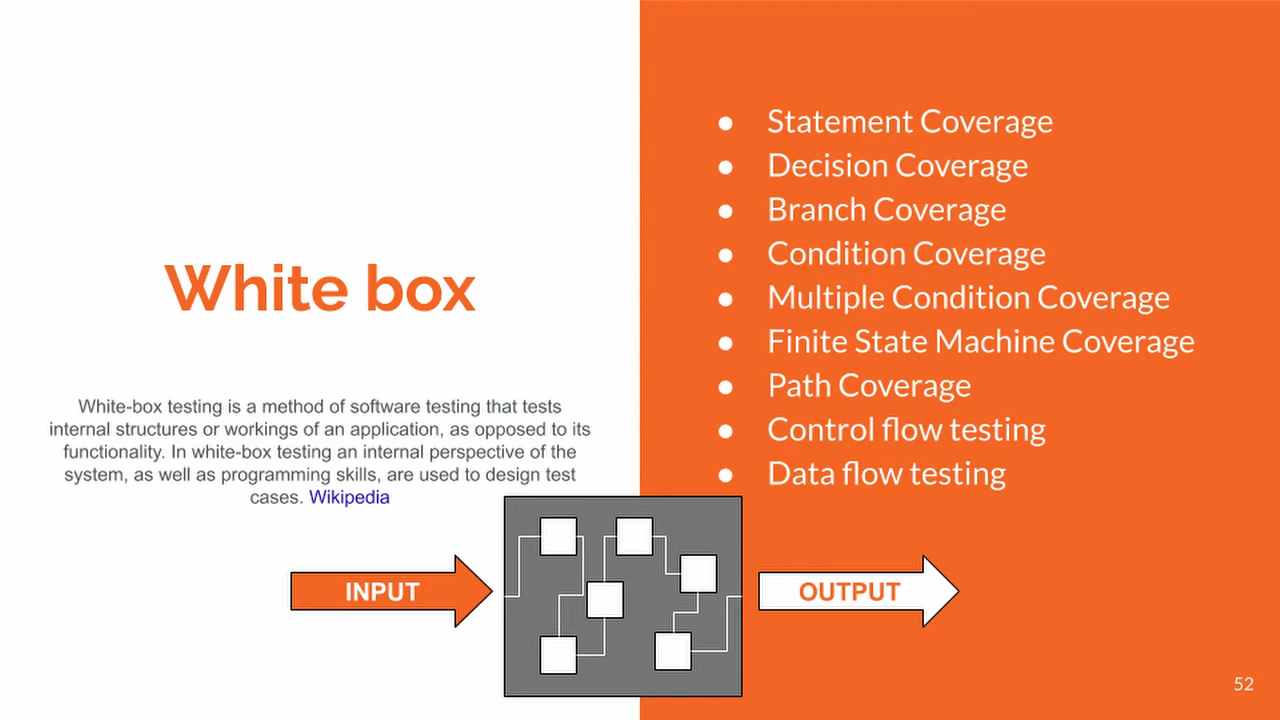 White box
White-box testing is a method of software testing that tests
internal structures or workings of an application, as opposed to its
functionality. In white-box testing an internal perspective of the
system, as well as programming skills, are used to design test
cases. Wikipedia
● Statement Coverage
● Decision Coverage
● Branch Coverage
● Condition Coverage
● Multiple Condition Coverage
● Finite State Machine Coverage
● Path Coverage
● Control flow testing
● Data flow testing
INPUT
OUTPUT
52